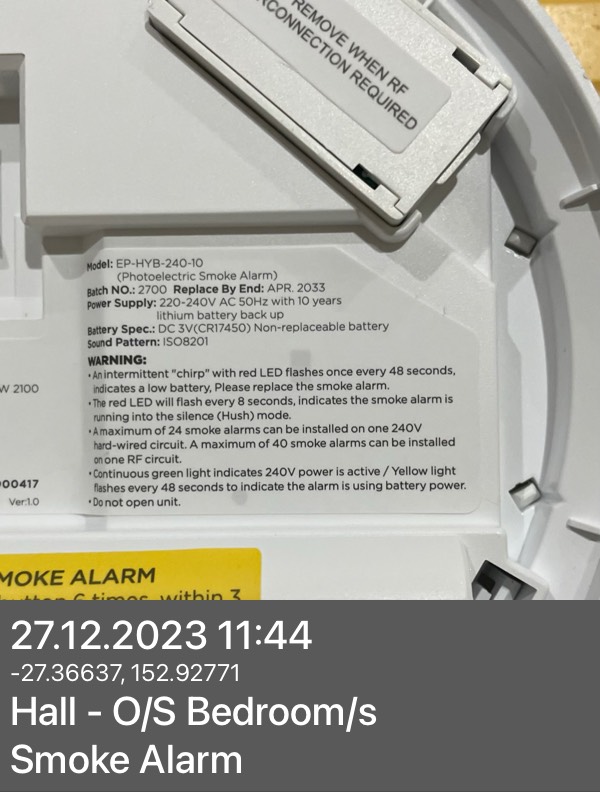 REMOVE WHEN RF
RCONNECTION REQUIRED
Model: EP-HYB-240-10
(Photoelectric Smoke Alarm)
Batch NO.: 2700 Replace By End: APR. 2033
Power Supply: 220-240V AC 50Hz with 10 years
lithium battery back up
Battery Spec.: DC 3V(CR17450) Non-replaceable battery
Sound Pattern: ISO8201
WARNING:
•An intermittent "chirp" with red LED flashes once every 48 seconds,
indicates a low battery, Please replace the smoke alarm.
•The red LED will flash every 8 seconds, indicates the smoke alarm is
running into the silence (Hush) mode.
•A maximum of 24 smoke alarms can be installed on one 240V
hard-wired circuit. A maximum of 40 smoke alarms can be installed
on one RF circuit.
•Continuous green light indicates 240V power is active / Yellow light
flashes every 48 seconds to indicate the alarm is using battery power.
•Do not open unit.
W 2100
00417
Ver:1.0
MOKE ALARM
button 6 times, within 3
27.12.2023 11:44
-27.36637, 152.92771
Hall - O/S Bedroom/s
Smoke Alarm